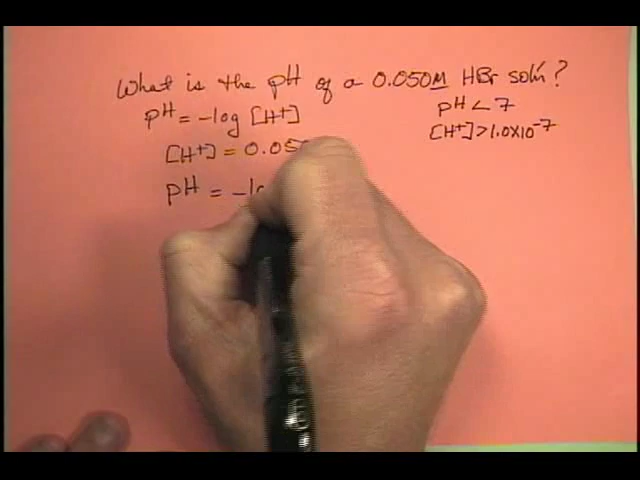 What is the pH of a 0.050M HBr soln?
pH = -log [H+]
pH < 7
[H+] > 1.0x10-7
[H+] = 0.05
pH = -lo